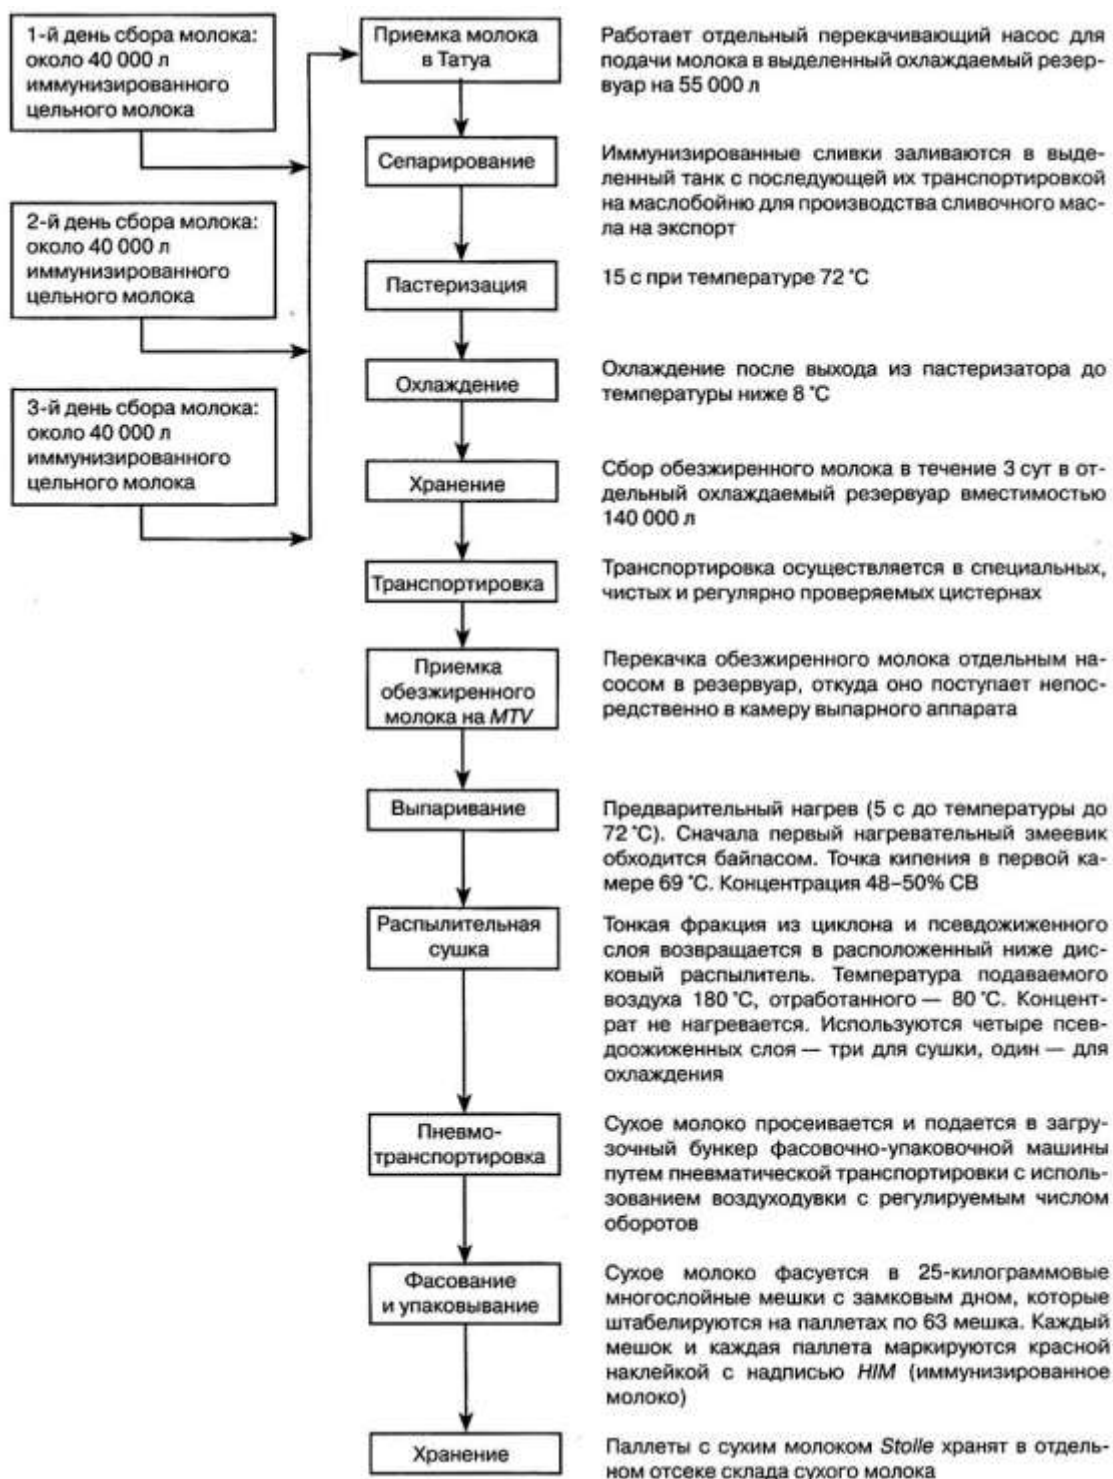 1-й день сбора молока:
около 40 000 л
иммунизированного
цельного молока
2-й день сбора молока:
около 40 000 л
иммунизированного
цельного молока
3-й день сбора молока:
около 40 000 л
иммунизированного
цельного молока
Приемка молока
в Татуа
Работает отдельный перекачивающий насос для
подачи молока в выделенный охлаждаемый резер-
вуар на 55 000 л
Сепарирование
Иммунизированные сливки заливаются в выде-
ленный танк с последующей их транспортировкой
на маслобойню для производства сливочного мас-
ла на экспорт
Пастеризация
15 с при температуре 72 °С
Охлаждение
Охлаждение после выхода из пастеризатора до
температуры ниже 8 °С
Хранение
Сбор обезжиренного молока в течение 3 сут в от-
дельный охлаждаемый резервуар вместимостью
140 000 л
Транспортировка
Транспортировка осуществляется в специальных,
чистых и регулярно проверяемых цистернах
Приемка
обезжиренного
молока на MTV
Перекачка обезжиренного молока отдельным на-
сосом в резервуар, откуда оно поступает непос-
редственно в камеру выпарного аппарата
Выпаривание
Предварительный нагрев (5 с до температуры до
72 °С). Сначала первый нагревательный змеевик
обходится байпасом. Точка кипения в первой ка-
мере 69 °С. Концентрация 48–50% СВ
Распылительная
сушка
Тонкая фракция из циклона и псевдожиженного
слоя возвращается в расположенный ниже дис-
ковый распылитель. Температура подаваемого
воздуха 180 °С, отработанного — 80 °С. Концент-
рат не нагревается. Используются четыре псев-
доожиженных слоя — три для сушки, один — для
охлаждения
Пневмо-
транспортировка
Сухое молоко просеивается и подается в загру-
зочный бункер фасовочно-упаковочной машины
путем пневматической транспортировки с исполь-
зованием воздуходувки с регулируемым числом
оборотов
Фасование
и упаковывание
Сухое молоко фасуется в 25-килограммовые
многослойные мешки с замковым дном, которые
штабелируются на паллетах по 63 мешка. Каждый
мешок и каждая паллета маркируются красной
наклейкой с надписью HIM (иммунизированное
молоко)
Хранение
Паллеты с сухим молоком Stolle хранят в отдель-
ном отсеке склада сухого молока